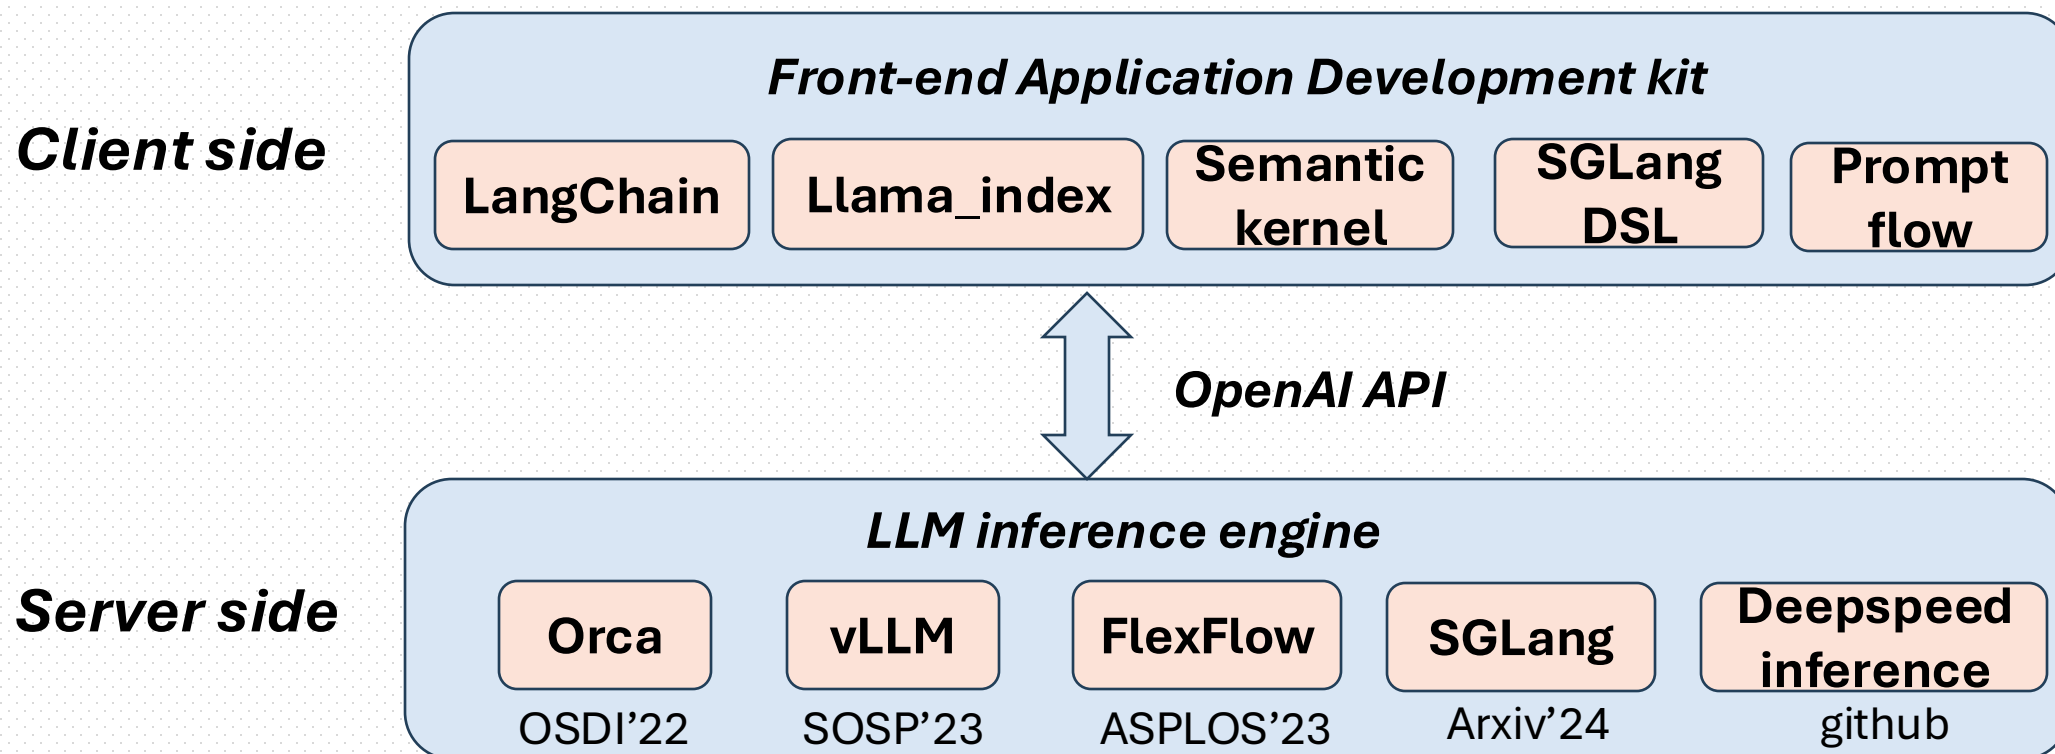 Front-end Application Development kit
Client side
LangChain
Llama_index
Semantic
kernel
SGLang
DSL
Prompt
flow
OpenAI API
LLM inference engine
Server side
Orca
vLLM
FlexFlow
SGLang
Deepspeed
inference
OSDI’22
SOSP’23
ASPLOS’23
Arxiv’24
github